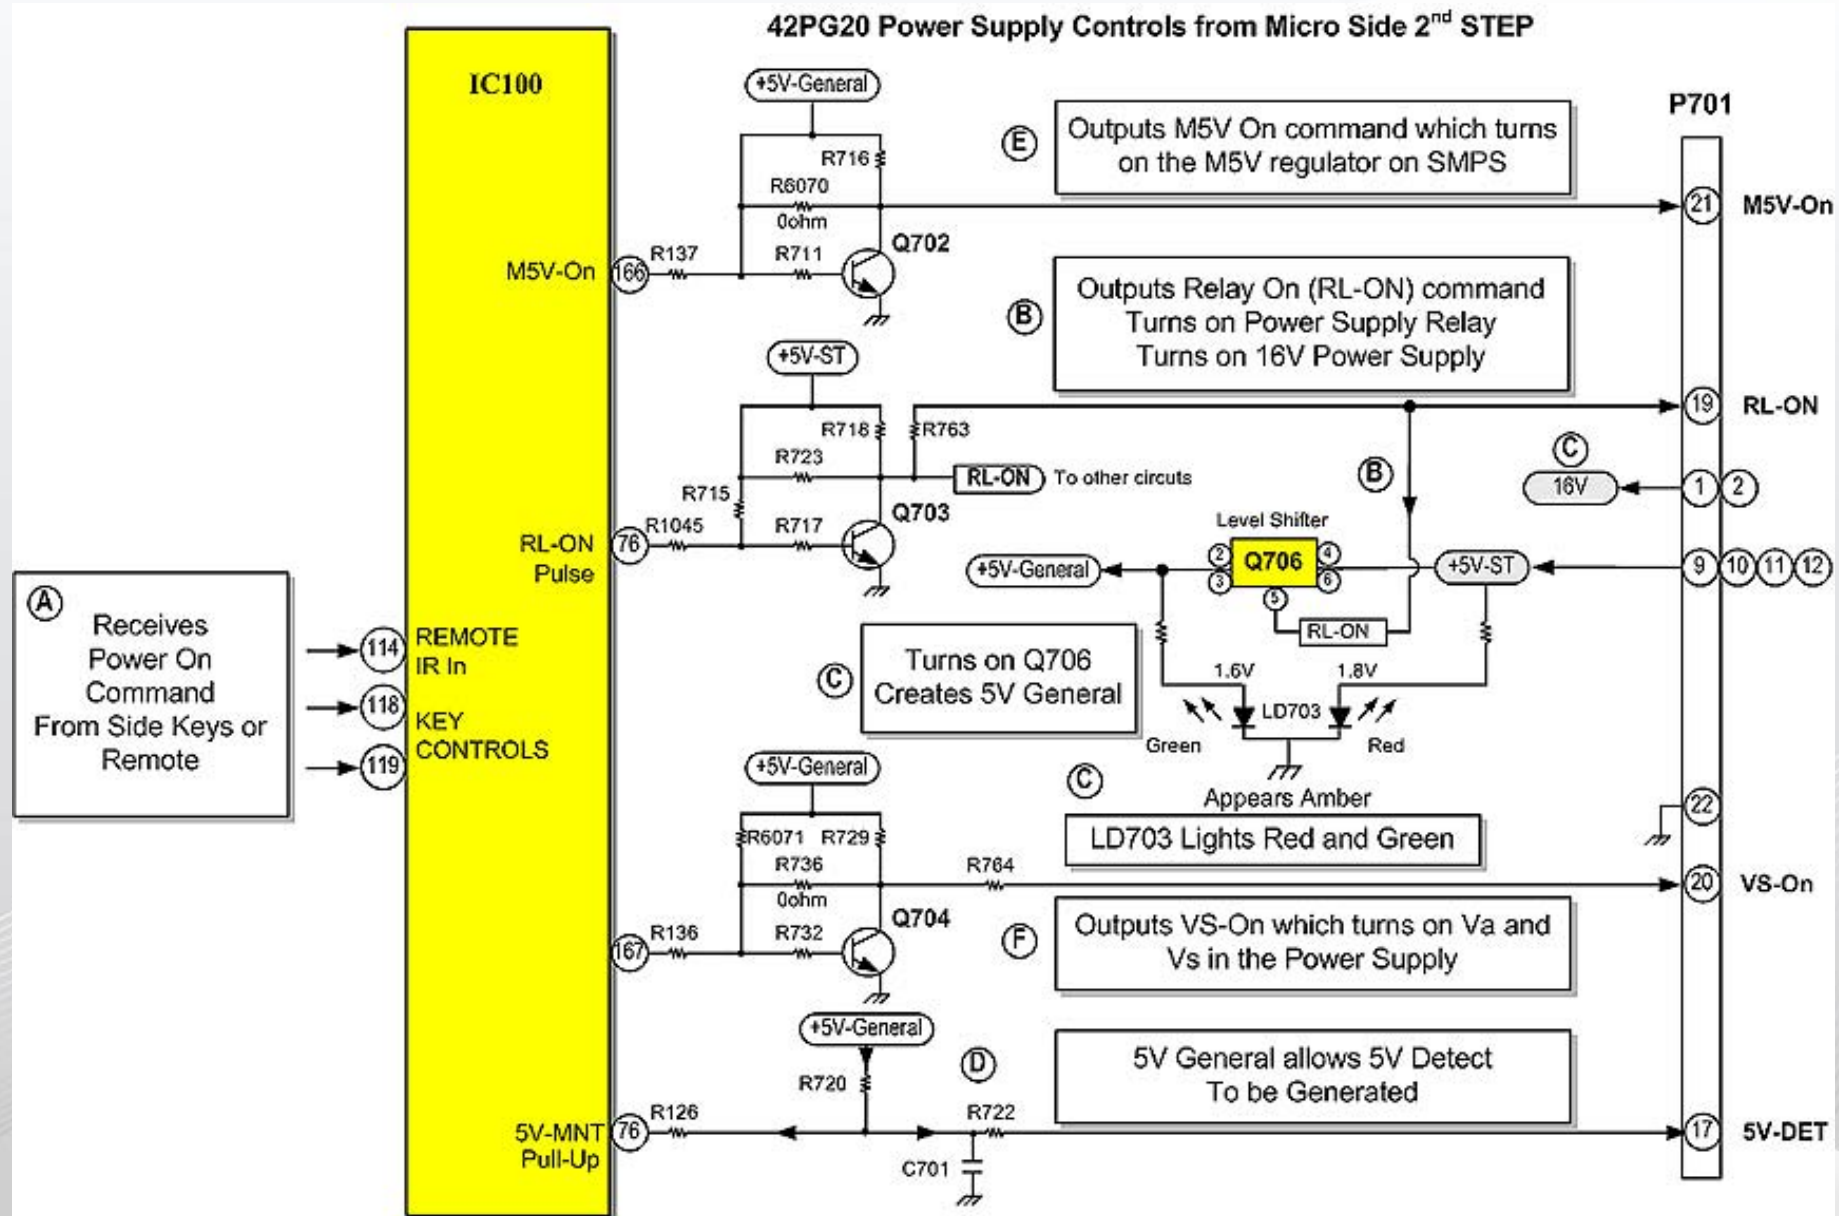 42PG20 Power Supply Controls from Micro Side 2nd STEP
IC100
+5V-General
R716
R6070
0ohm
Q702
M5V-On
166
R137
R711
E
Outputs M5V On command which turns
on the M5V regulator on SMPS
P701
21
M5V-On
B
Outputs Relay On (RL-ON) command
Turns on Power Supply Relay
Turns on 16V Power Supply
+5V-ST
R718
R763
R723
R715
RL-ON
To other circuts
Q703
RL-ON
Pulse
76
R1045
R717
19
RL-ON
C
16V
1
2
B
Level Shifter
+5V-General
2
3
Q706
4
6
5
+5V-ST
9
10
11
12
RL-ON
A
Receives
Power On
Command
From Side Keys or
Remote
114
REMOTE
IR In
118
119
KEY
CONTROLS
C
Turns on Q706
Creates 5V General
1.6V
1.8V
LD703
Green
Red
C
Appears Amber
LD703 Lights Red and Green
22
+5V-General
R6071
R729
R736
0ohm
R764
Q704
167
R136
R732
20
VS-On
F
Outputs VS-On which turns on Va and
Vs in the Power Supply
+5V-General
R720
D
5V General allows 5V Detect
To be Generated
5V-MNT
Pull-Up
76
R126
R722
C701
17
5V-DET